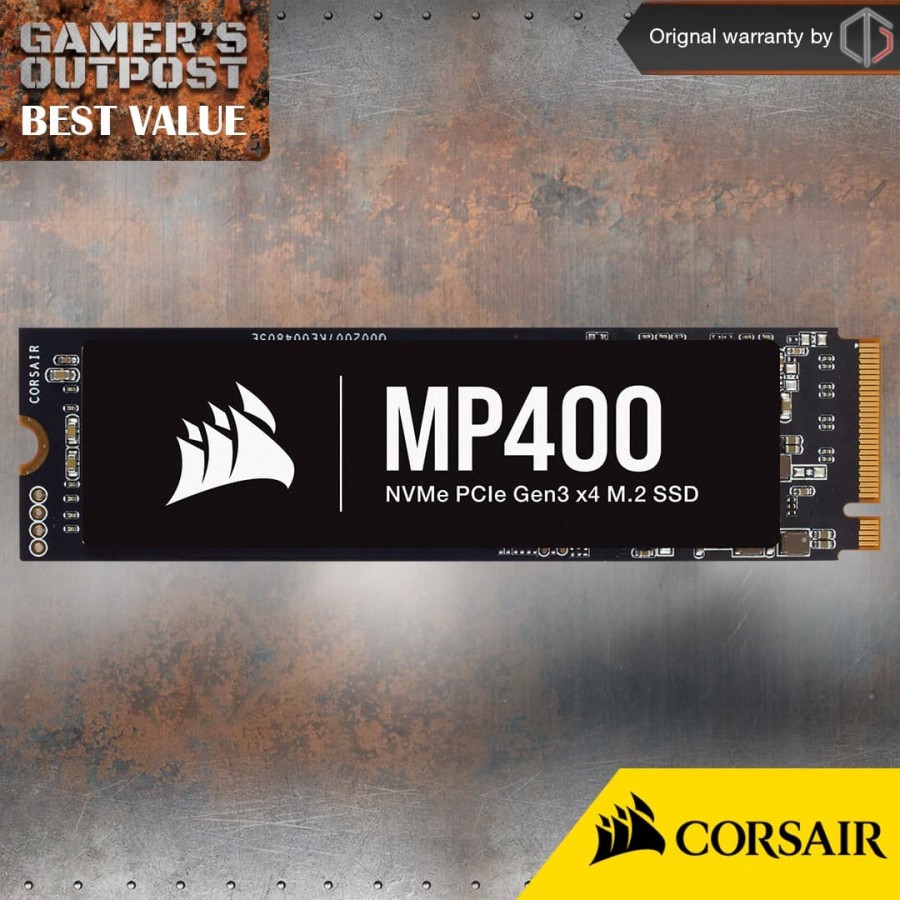 GAMER'S
OUTPOST
BEST VALUE
Orignal warranty by
CORSAIR
MP400
NVMe PCIe Gen3 x4 M.2 SSD
CORSAIR